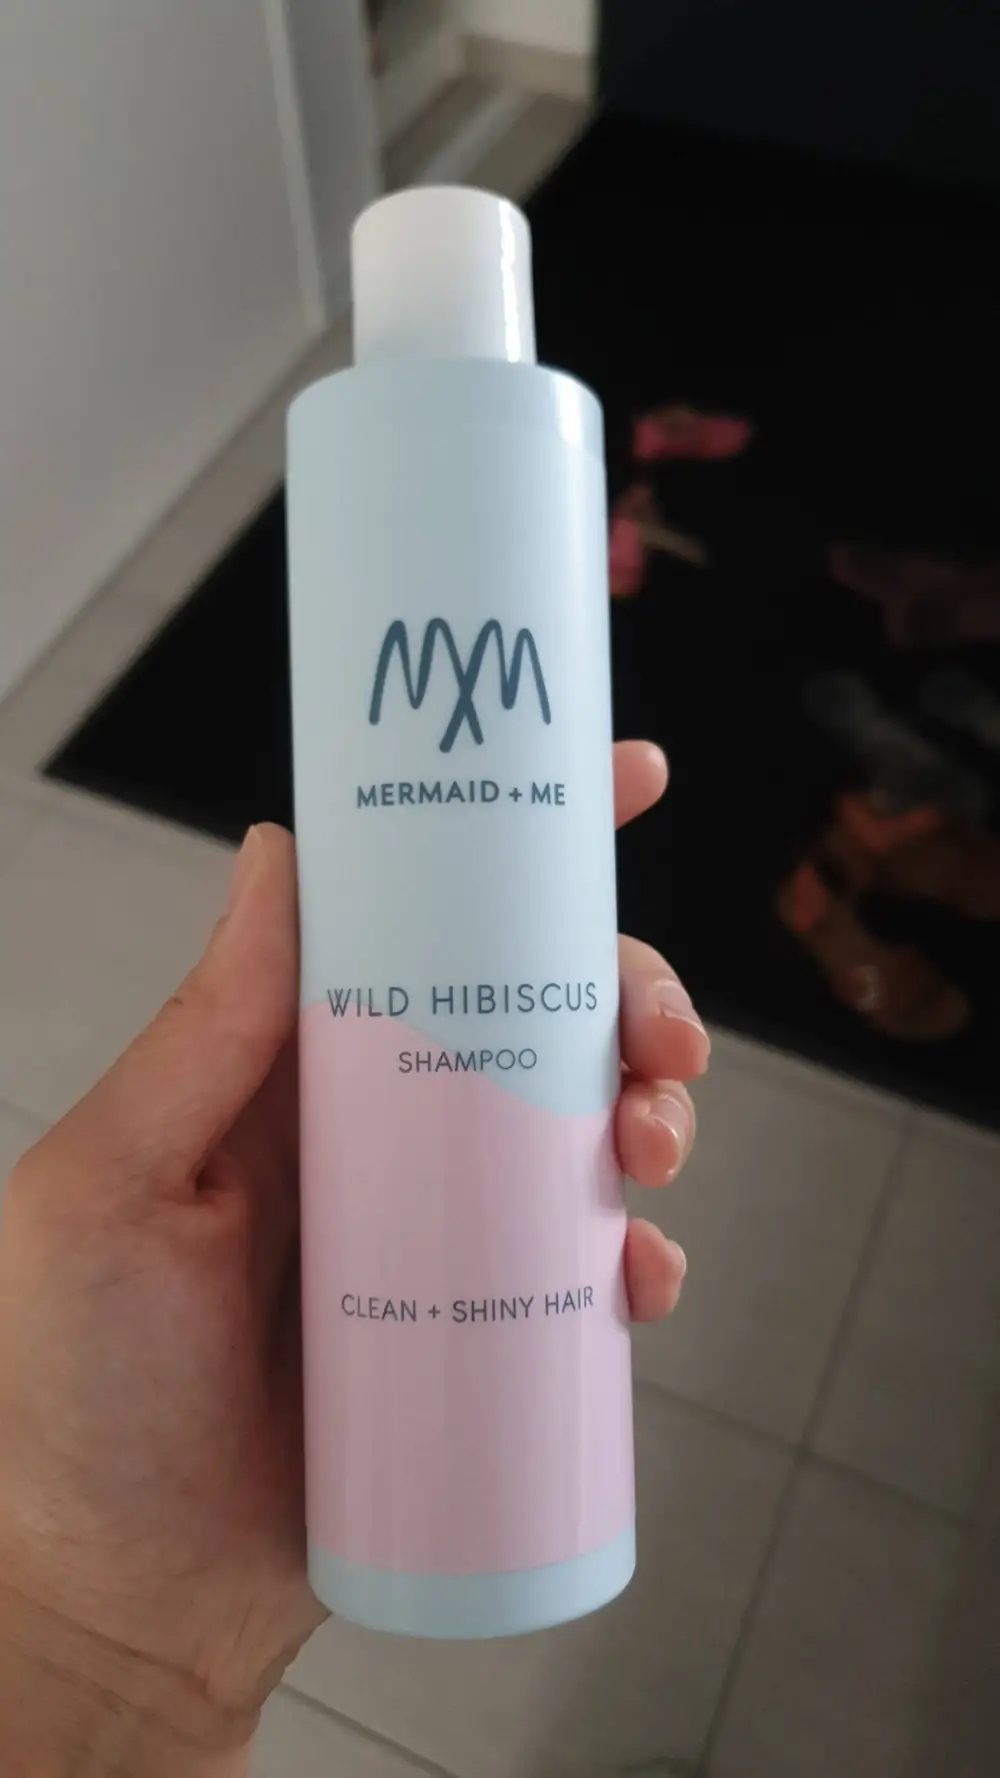 MXM
MERMAID + ME
WILD HIBISCUS
SHAMPOO
CLEAN + SHINY HAIR